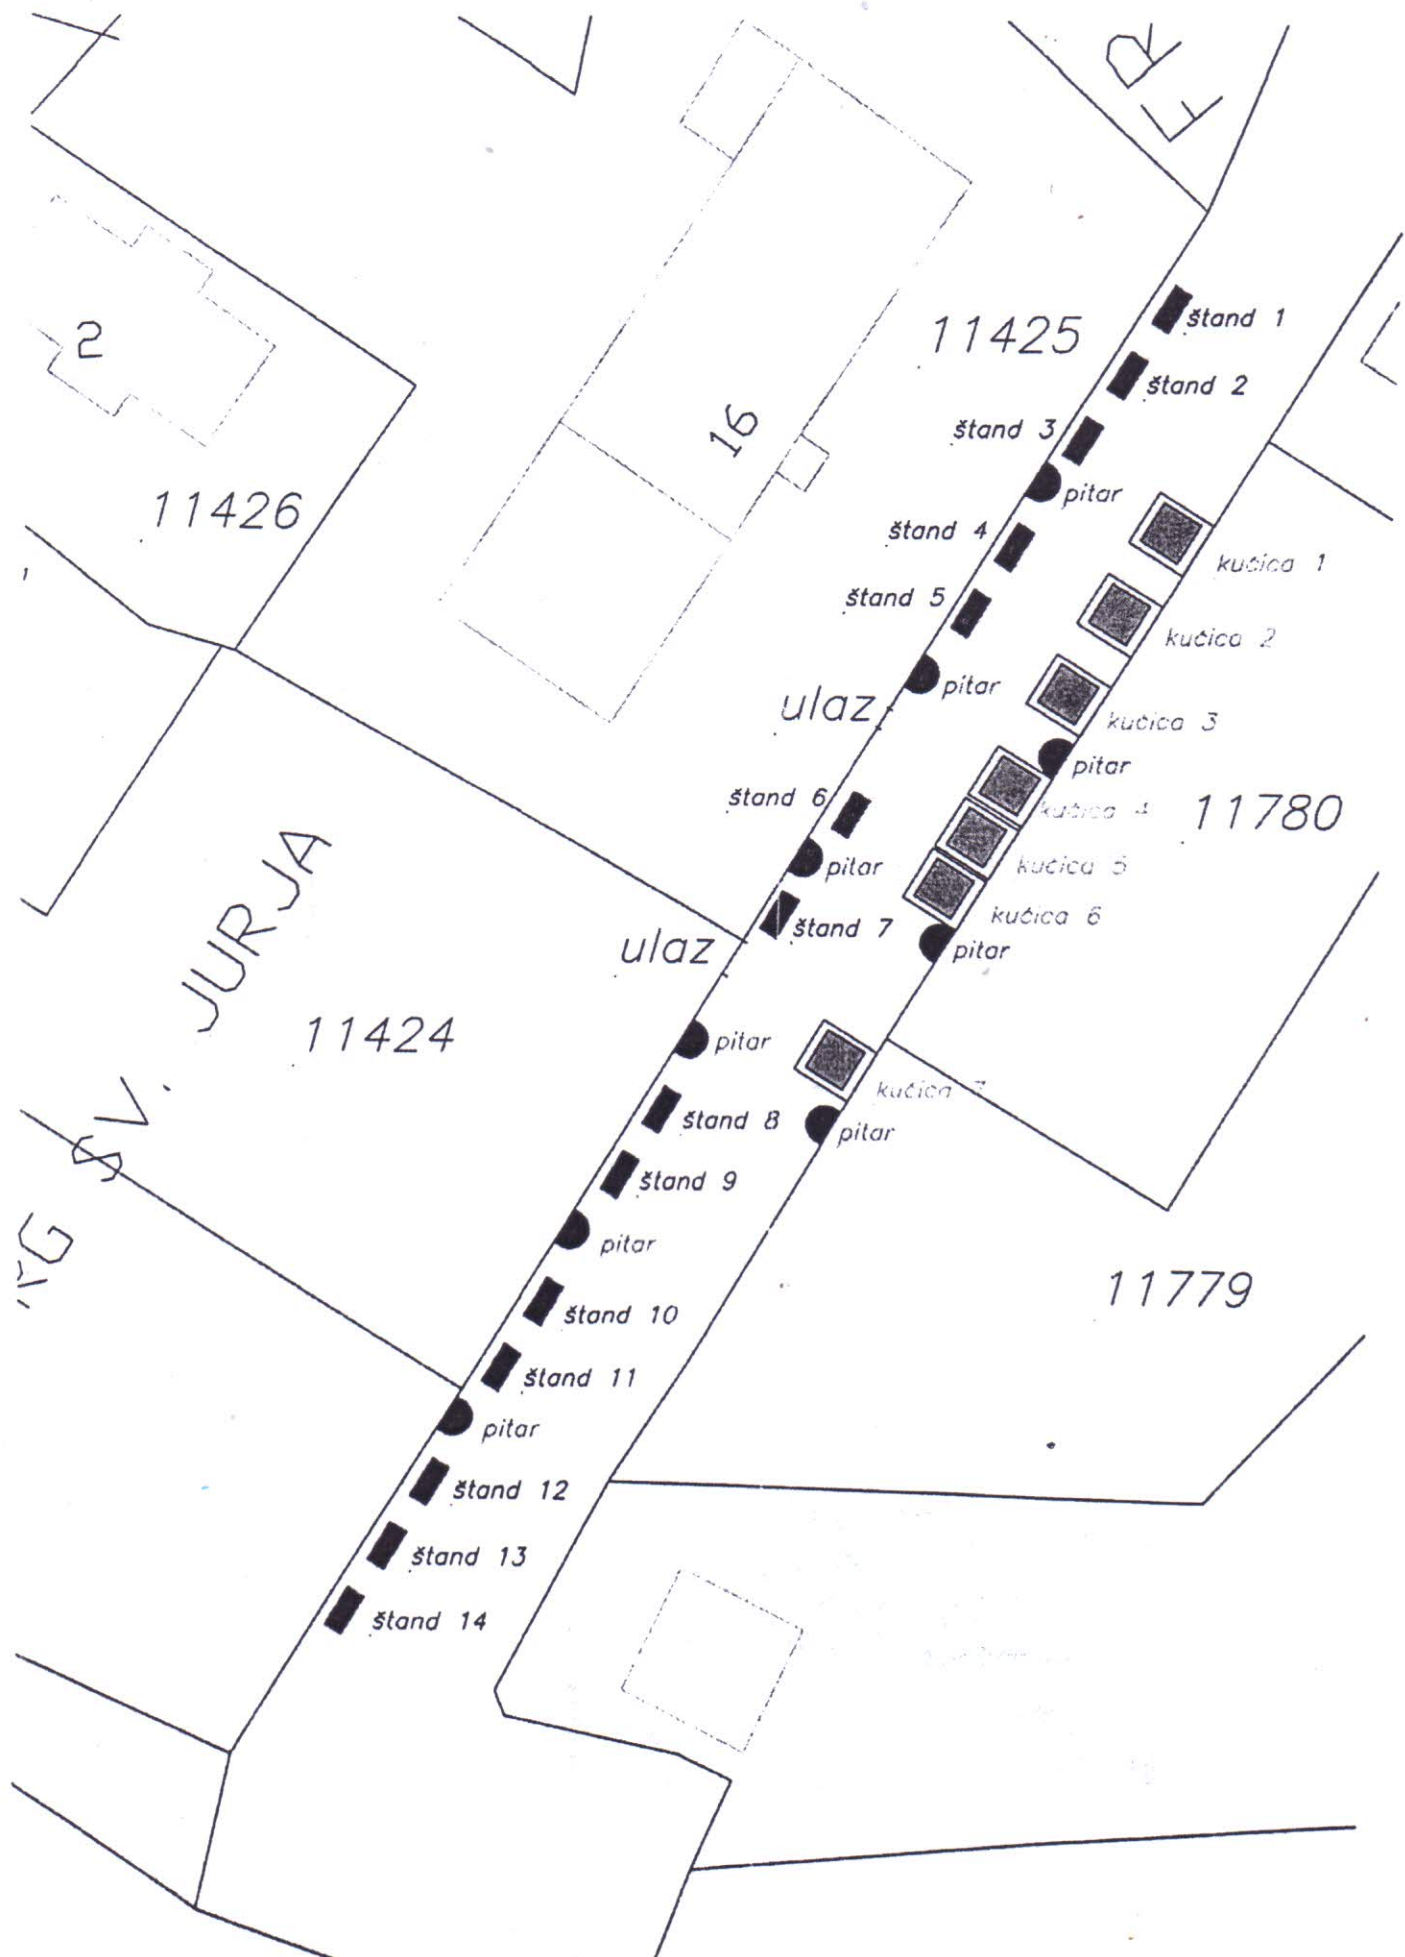 FR
štand 1
11425
2
štand 2
16
štand 3
pitar
11426
štand 4
kućica 1
štand 5
kućica 2
pitar
ulaz
kućica 3
pitar
štand 6
kućica 4
11780
pitar
kućica 5
kućica 6
štand 7
ulaz
pitar
SV. JURJA
11424
pitar
kućica 7
štand 8
pitar
štand 9
pitar
11779
štand 10
štand 11
pitar
štand 12
štand 13
štand 14